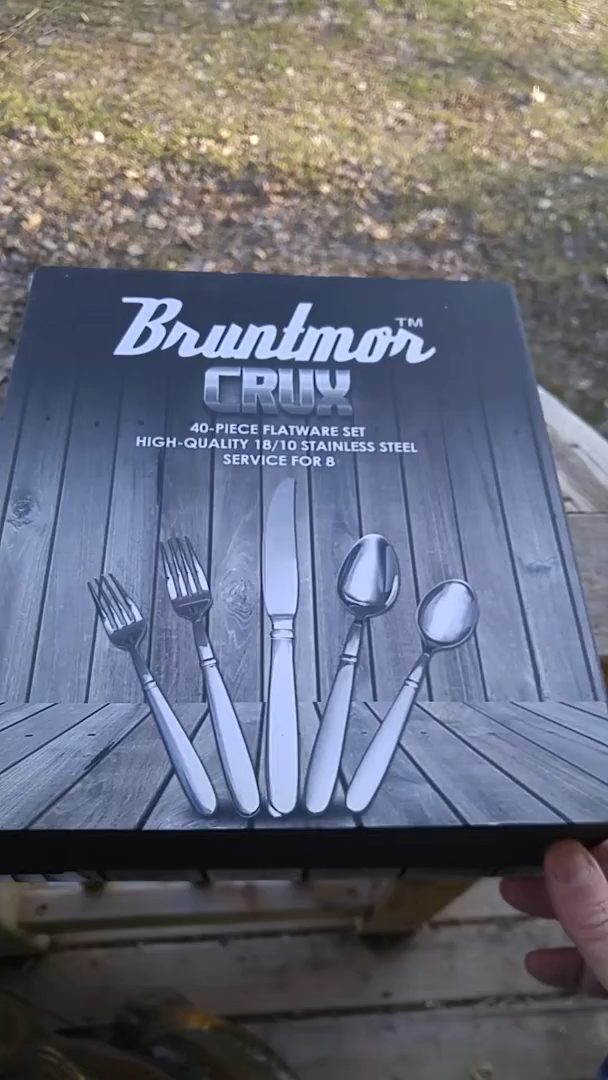 Bruntmor™
CRUX
40-PIECE FLATWARE SET
HIGH-QUALITY 18/10 STAINLESS STEEL
SERVICE FOR 8